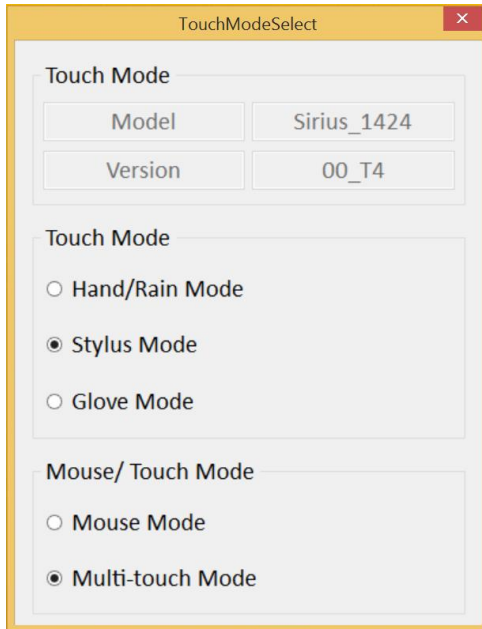 TouchModeSelect
Touch Mode
Model Sirius_1424
Version 00_T4
Touch Mode
Hand/Rain Mode
Stylus Mode
Glove Mode
Mouse/ Touch Mode
Mouse Mode
Multi-touch Mode